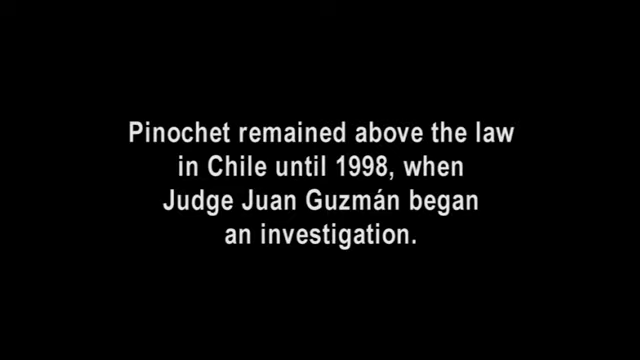 Pinochet remained above the law
in Chile until 1998, when
Judge Juan Guzmán began
an investigation.